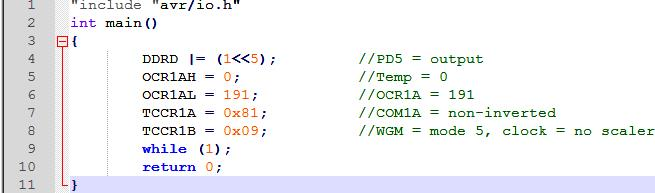 1 "include "avr/io.h"
2 int main()
3 {
4 DDRD |= (1<<5); //PD5 = output
5 OCR1AH = 0; //Temp = 0
6 OCR1AL = 191; //OCR1A = 191
7 TCCR1A = 0x81; //COM1A = non-inverted
8 TCCR1B = 0x09; //WGM = mode 5, clock = no scaler
9 while (1);
10 return 0;
11 }